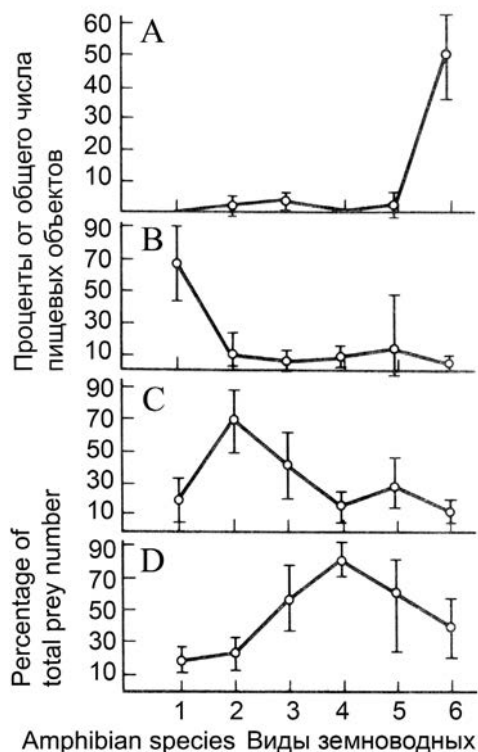 Проценты от общего числа
пищевых объектов
Percentage of
total prey number
A
60
50
40
30
20
10
B
90
70
50
30
10
C
90
70
50
30
10
D
90
70
50
30
10
1 2 3 4 5 6
Amphibian species Виды земноводных